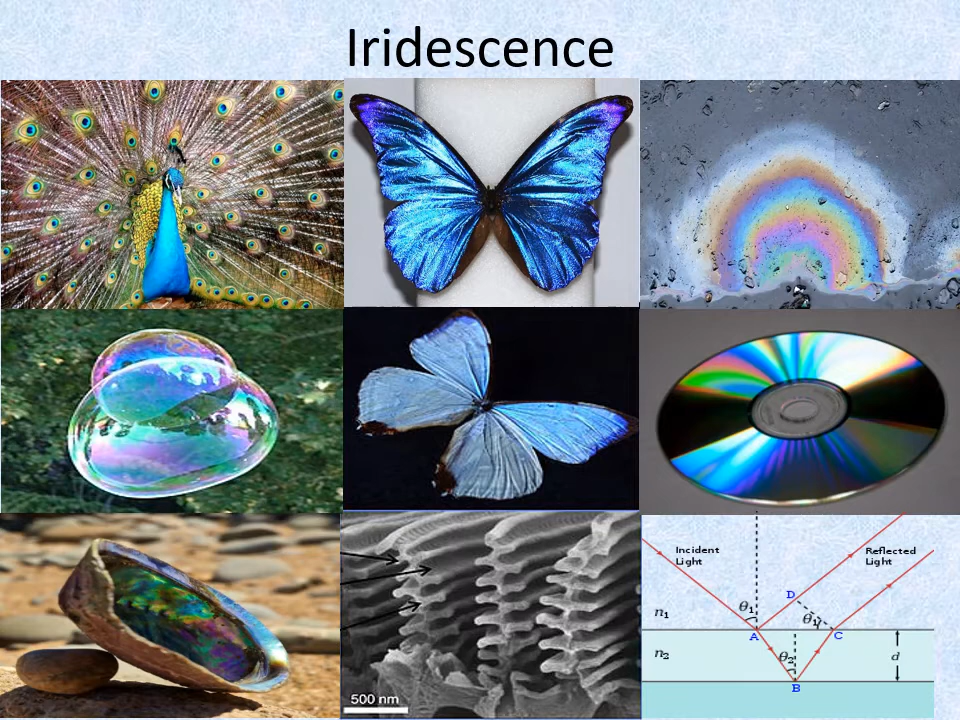 Iridescence
500 nm
Incident
Light
Reflected
Light
D
n₁
θ₁
θ₁
A
C
n₂
θ₂
d
B